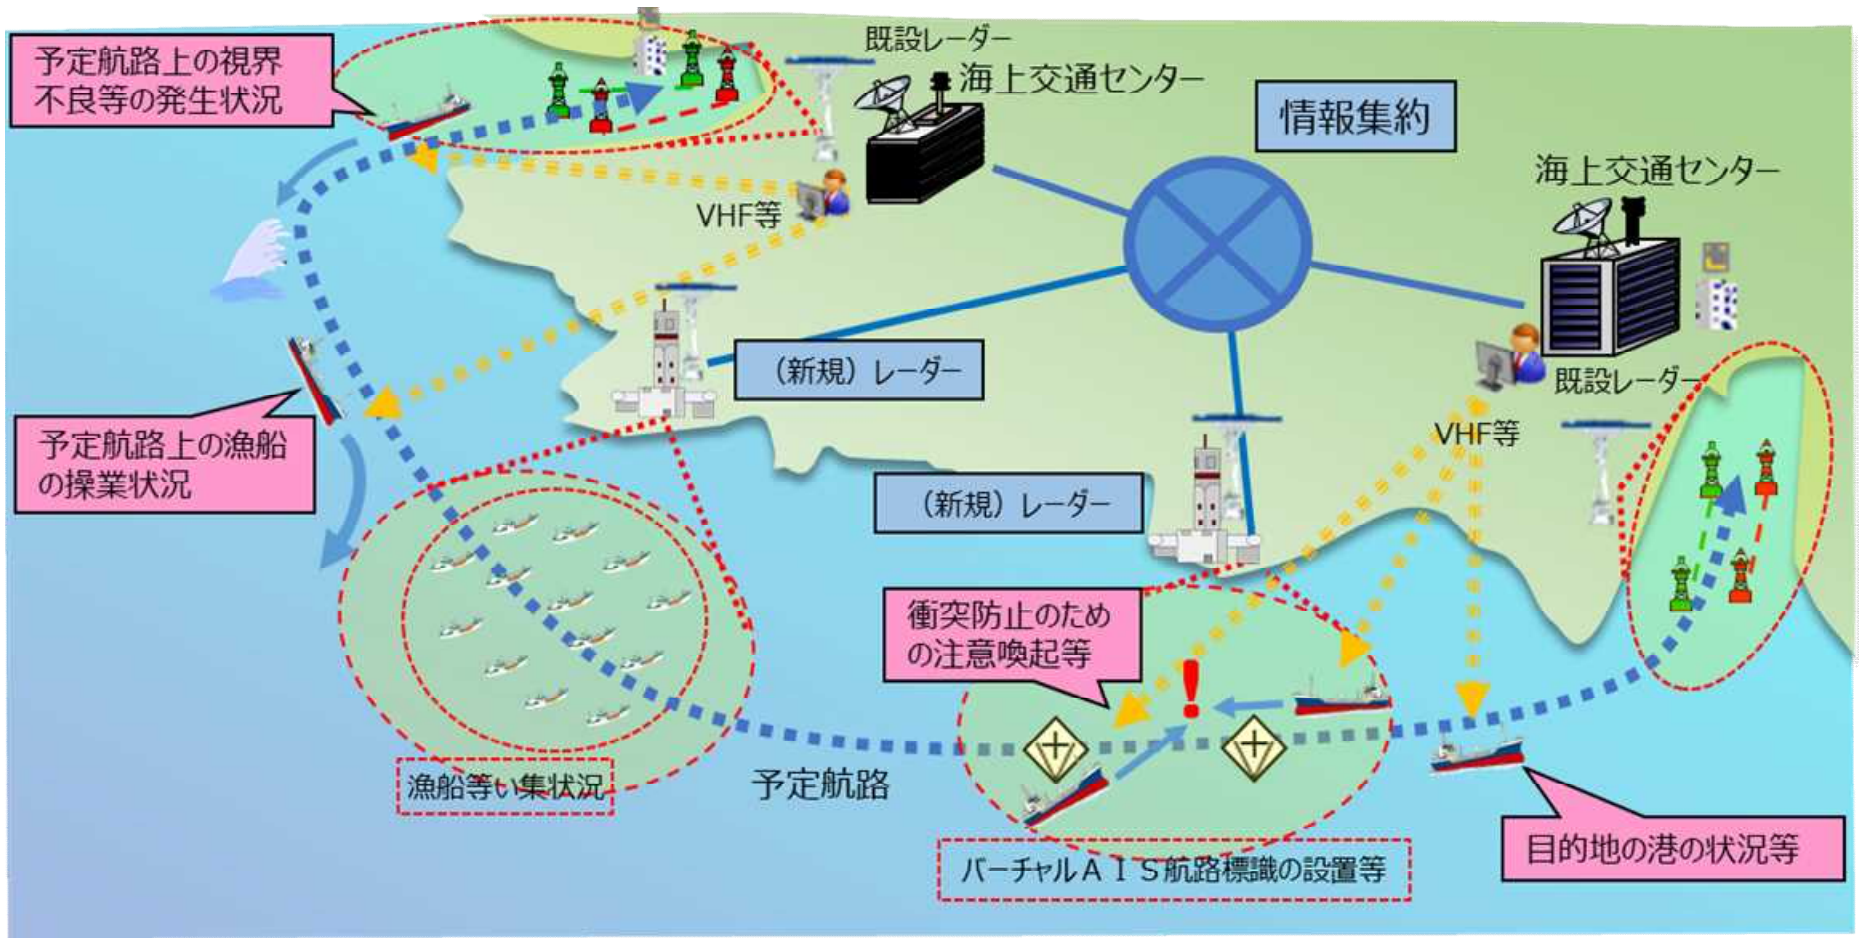 予定航路上の視界
不良等の発生状況
既設レーダー
海上交通センター
情報集約
海上交通センター
VHF等
(新規)レーダー
既設レーダー
予定航路上の漁船
の操業状況
VHF等
(新規)レーダー
衝突防止のため
の注意喚起等
漁船等い集状況
予定航路
目的地の港の状況等
バーチャルAIS航路標識の設置等